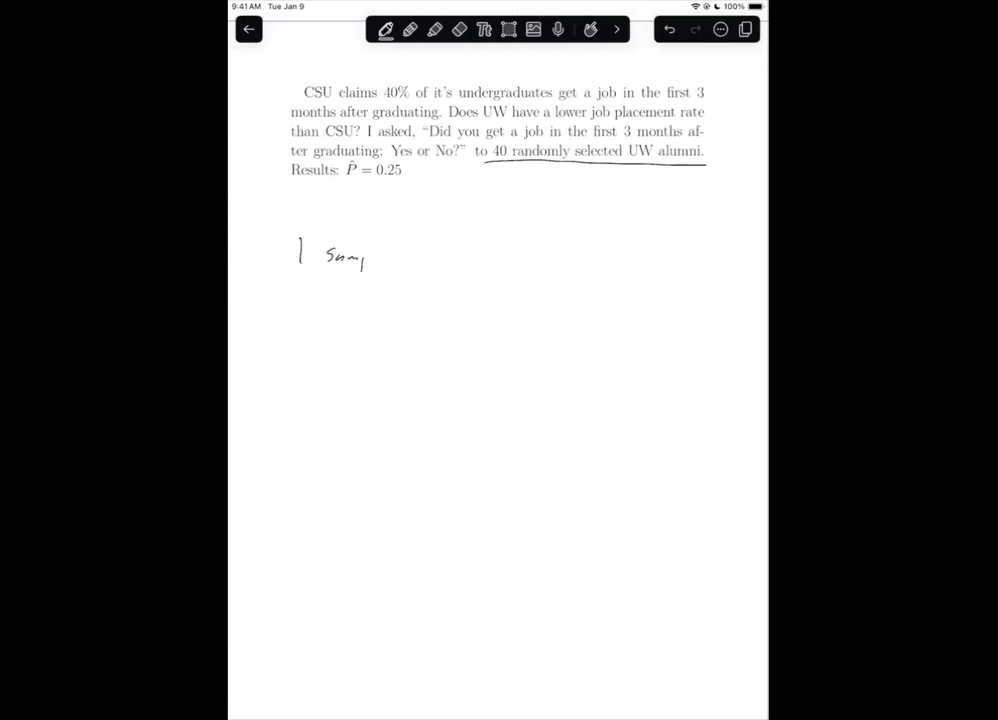 9:41 AM Tue Jan 9
100%
CSU claims 40% of it's undergraduates get a job in the first 3
months after graduating. Does UW have a lower job placement rate
than CSU? I asked, “Did you get a job in the first 3 months af-
ter graduating: Yes or No?” to 40 randomly selected UW alumni.
Results: P̂ = 0.25
1 samp